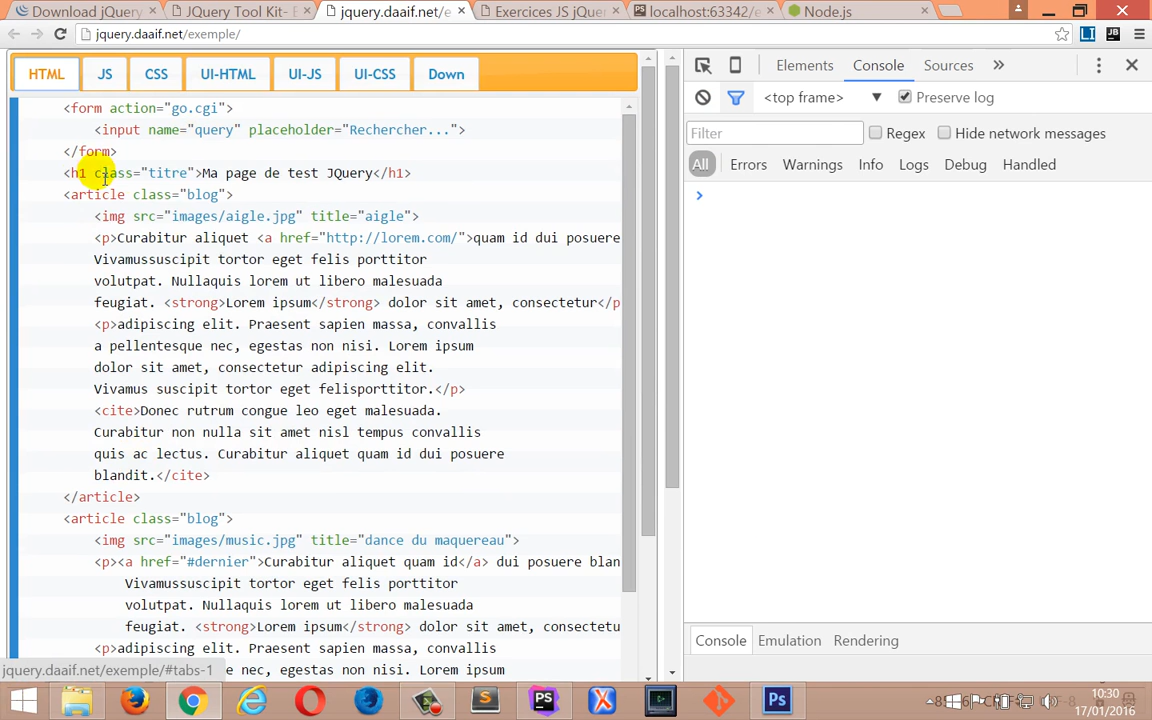 Download jQuery
JQuery Tool Kit- E
jquery.daaif.net/e
Exercices JS jQuer
localhost:63342/e
Node.js
jquery.daaif.net/exemple/
HTML
JS
CSS
UI-HTML
UI-JS
UI-CSS
Down
<form action="go.cgi">
<input name="query" placeholder="Rechercher...">
</form>
<h1 class="titre">Ma page de test JQuery</h1>
<article class="blog">
<img src="images/aigle.jpg" title="aigle">
<p>Curabitur aliquet <a href="http://lorem.com/">quam id dui posuere
Vivamussuscipit tortor eget felis porttitor
volutpat. Nullaquis lorem ut libero malesuada
feugiat. <strong>Lorem ipsum</strong> dolor sit amet, consectetur</p
<p>adipiscing elit. Praesent sapien massa, convallis
a pellentesque nec, egestas non nisi. Lorem ipsum
dolor sit amet, consectetur adipiscing elit.
Vivamus suscipit tortor eget felisporttitor.</p>
<cite>Donec rutrum congue leo eget malesuada.
Curabitur non nulla sit amet nisl tempus convallis
quis ac lectus. Curabitur aliquet quam id dui posuere
blandit.</cite>
</article>
<article class="blog">
<img src="images/music.jpg" title="dance du maquereau">
<p><a href="#dernier">Curabitur aliquet quam id</a> dui posuere blan
Vivamussuscipit tortor eget felis porttitor
volutpat. Nullaquis lorem ut libero malesuada
feugiat. <strong>Lorem ipsum</strong> dolor sit amet, consectetu
<p>adipiscing elit. Praesent sapien massa, convallis
e nec, egestas non nisi. Lorem ipsum
jquery.daaif.net/exemple/#tabs-1
Elements
Console
Sources
<top frame>
Preserve log
Filter
Regex
Hide network messages
All
Errors
Warnings
Info
Logs
Debug
Handled
Console
Emulation
Rendering
10:30
17/01/2016